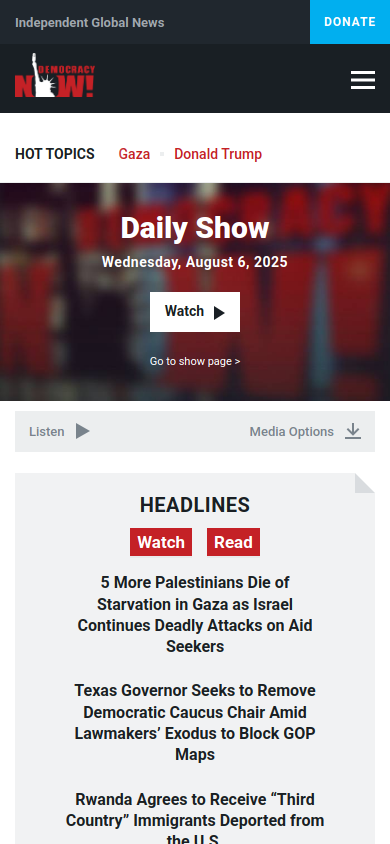 Independent Global News
DONATE
DEMOCRACY
NOW!
HOT TOPICS
Gaza
Donald Trump
Daily Show
Wednesday, August 6, 2025
Watch
Go to show page >
Listen
Media Options
HEADLINES
Watch
Read
5 More Palestinians Die of
Starvation in Gaza as Israel
Continues Deadly Attacks on Aid
Seekers
Texas Governor Seeks to Remove
Democratic Caucus Chair Amid
Lawmakers’ Exodus to Block GOP
Maps
Rwanda Agrees to Receive “Third
Country” Immigrants Deported from
the U.S.